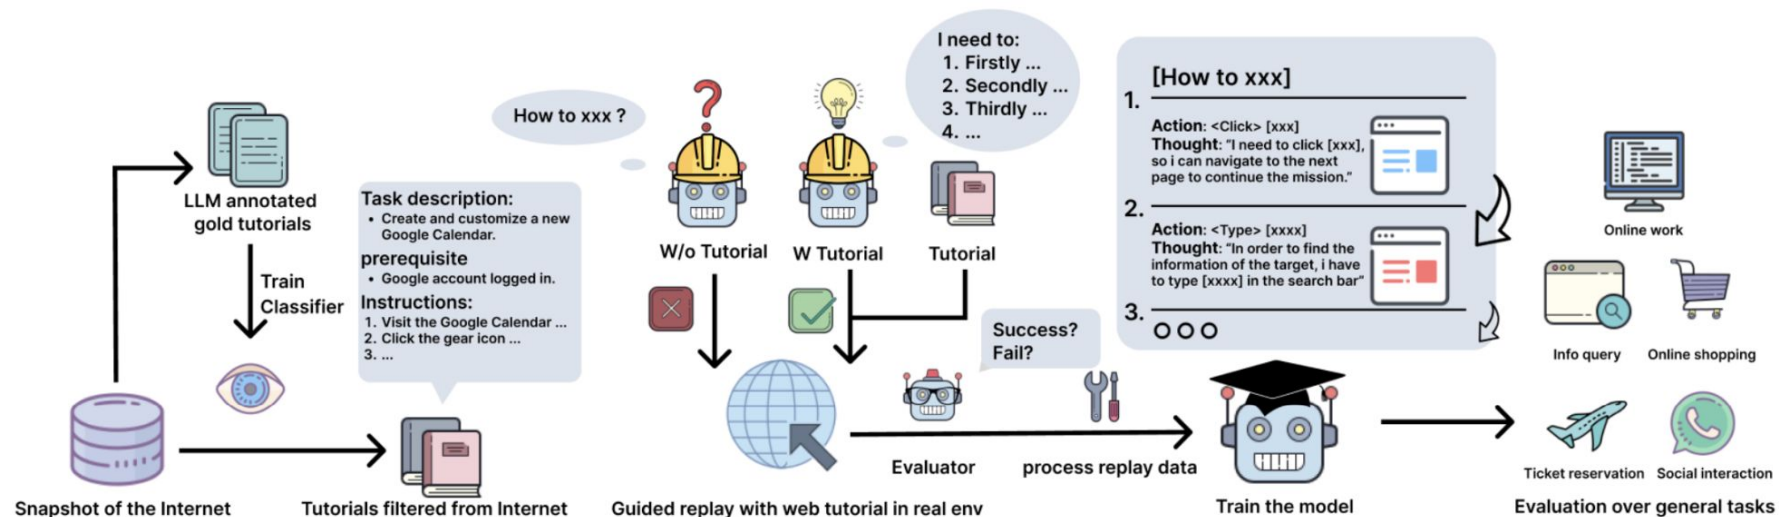 LLM annotated
gold tutorials
Train
Classifier
Snapshot of the Internet
Task description:
• Create and customize a new
Google Calendar.
prerequisite
• Google account logged in.
Instructions:
1. Visit the Google Calendar ...
2. Click the gear icon ...
3. ...
Tutorials filtered from Internet
How to xxx ?
W/o Tutorial
I need to:
1. Firstly ...
2. Secondly ...
3. Thirdly ...
4. ...
W Tutorial
Tutorial
Guided replay with web tutorial in real env
Success?
Fail?
Evaluator
process replay data
[How to xxx]
1.
Action: <Click> [xxx]
Thought: "I need to click [xxx],
so i can navigate to the next
page to continue the mission."
2.
Action: <Type> [xxxx]
Thought: "In order to find the
information of the target, i have
to type [xxxx] in the search bar"
3.
Train the model
Online work
Info query
Online shopping
Ticket reservation
Social interaction
Evaluation over general tasks